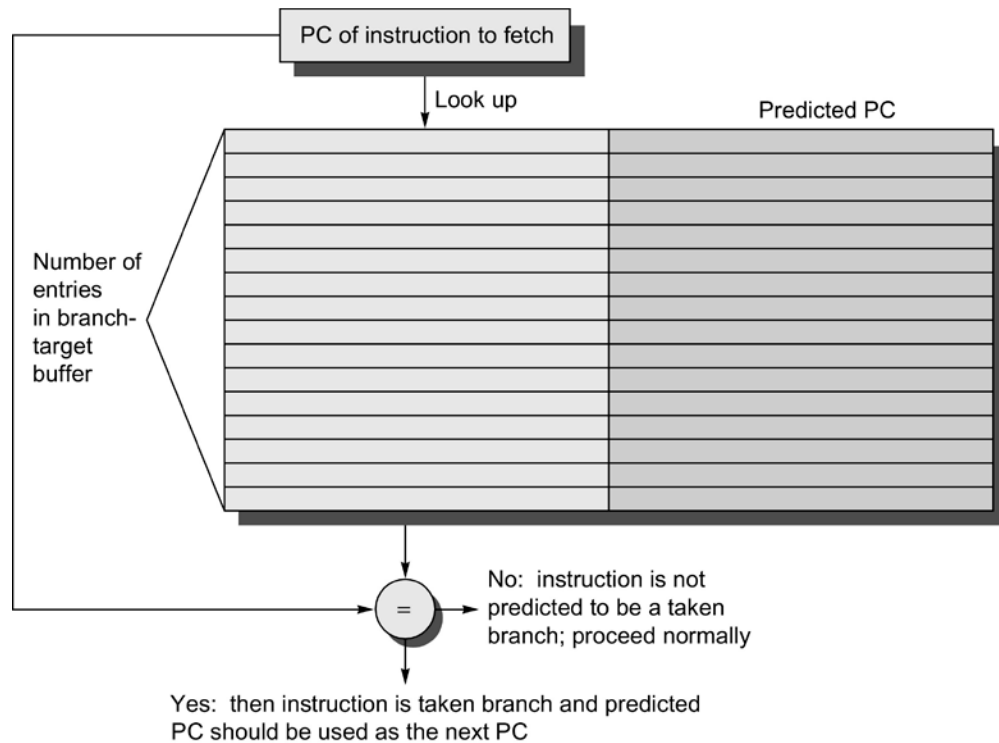 PC of instruction to fetch
Look up
Predicted PC
Number of
entries
in branch-
target
buffer
=
No: instruction is not
predicted to be a taken
branch; proceed normally
Yes: then instruction is taken branch and predicted
PC should be used as the next PC